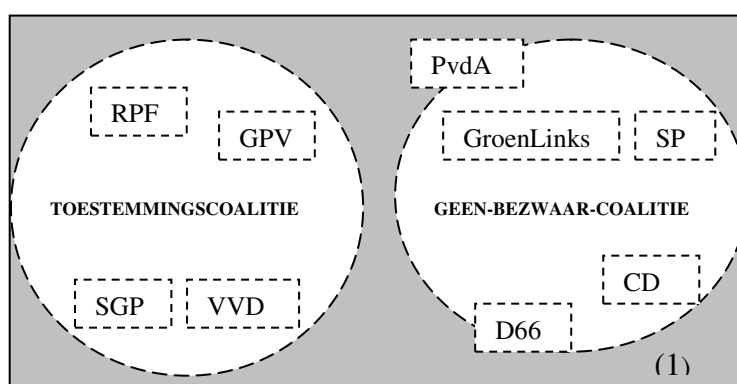 PvdA
RPF
GPV
GroenLinks
SP
TOESTEMMINGSCOALITIE
GEEN-BEZWAAR-COALITIE
SGP
VVD
CD
D66
(1)